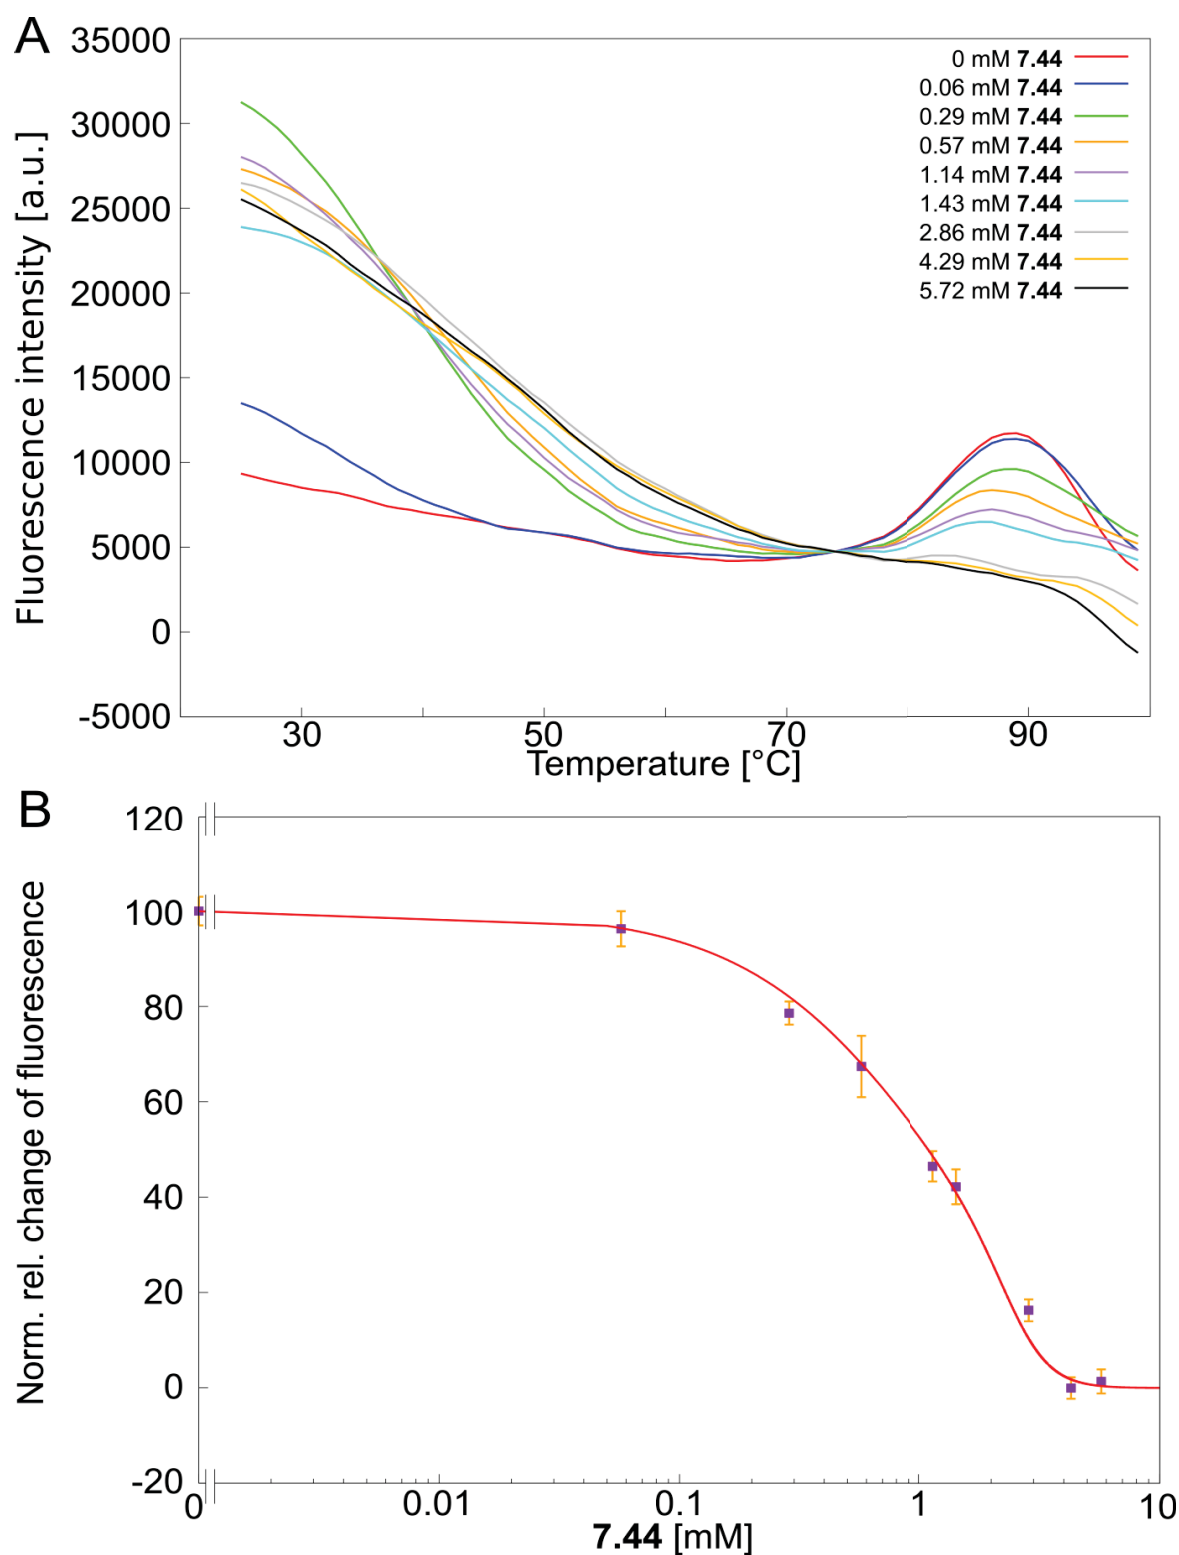 A
Fluorescence intensity [a.u.]
35000
30000
25000
20000
15000
10000
5000
0
-5000
0 mM 7.44
0.06 mM 7.44
0.29 mM 7.44
0.57 mM 7.44
1.14 mM 7.44
1.43 mM 7.44
2.86 mM 7.44
4.29 mM 7.44
5.72 mM 7.44
30 50 70 90
Temperature [°C]
B
Norm. rel. change of fluorescence
120
100
80
60
40
20
0
-20
0 0.01 0.1 1 10
7.44 [mM]